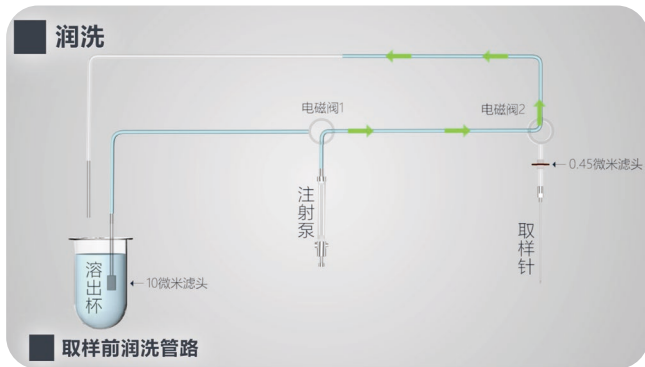 润洗
电磁阀1
电磁阀2
0.45微米滤头
注射泵
取样针
溶出杯
10微米滤头
取样前润洗管路